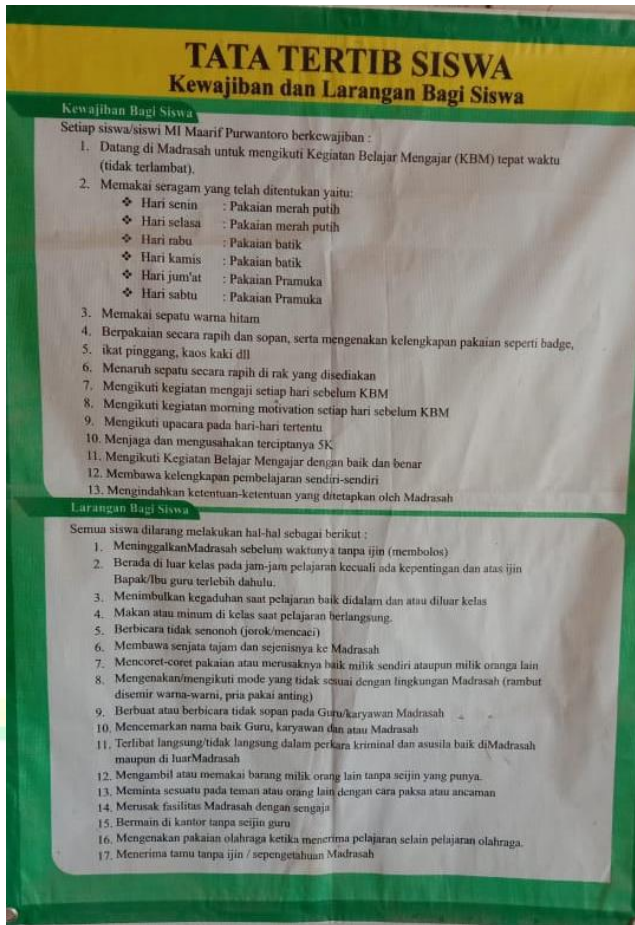 TATA TERTIB SISWA
Kewajiban dan Larangan Bagi Siswa
Kewajiban Bagi Siswa
Setiap siswa/siswi MI Maarif Purwantoro berkewajiban :
1. Datang di Madrasah untuk mengikuti Kegiatan Belajar Mengajar (KBM) tepat waktu
(tidak terlambat).
2. Memakai seragam yang telah ditentukan yaitu:
❖ Hari senin : Pakaian merah putih
❖ Hari selasa : Pakaian merah putih
❖ Hari rabu : Pakaian batik
❖ Hari kamis : Pakaian batik
❖ Hari jum'at : Pakaian Pramuka
❖ Hari sabtu : Pakaian Pramuka
3. Memakai sepatu warna hitam
4. Berpakaian secara rapih dan sopan, serta mengenakan kelengkapan pakaian seperti badge,
5. ikat pinggang, kaos kaki dll
6. Menaruh sepatu secara rapih di rak yang disediakan
7. Mengikuti kegiatan mengaji setiap hari sebelum KBM
8. Mengikuti kegiatan morning motivation setiap hari sebelum KBM
9. Mengikuti upacara pada hari-hari tertentu
10. Menjaga dan mengusahakan terciptanya 5K
11. Mengikuti Kegiatan Belajar Mengajar dengan baik dan benar
12. Membawa kelengkapan pembelajaran sendiri-sendiri
13. Mengindahkan ketentuan-ketentuan yang ditetapkan oleh Madrasah
Larangan Bagi Siswa
Semua siswa dilarang melakukan hal-hal sebagai berikut :
1. MeninggalkanMadrasah sebelum waktunya tanpa ijin (membolos)
2. Berada di luar kelas pada jam-jam pelajaran kecuali ada kepentingan dan atas ijin
Bapak/Ibu guru terlebih dahulu.
3. Menimbulkan kegaduhan saat pelajaran baik didalam dan atau diluar kelas
4. Makan atau minum di kelas saat pelajaran berlangsung.
5. Berbicara tidak senonoh (jorok/mencaci)
6. Membawa senjata tajam dan sejenisnya ke Madrasah
7. Mencoret-coret pakaian atau merusaknya baik milik sendiri ataupun milik oranga lain
8. Mengenakan/mengikuti mode yang tidak sesuai dengan lingkungan Madrasah (rambut
disemir warna-warni, pria pakai anting)
9. Berbuat atau berbicara tidak sopan pada Guru/karyawan Madrasah
10. Mencemarkan nama baik Guru, karyawan dan atau Madrasah
11. Terlibat langsung/tidak langsung dalam perkara kriminal dan asusila baik diMadrasah
maupun di luarMadrasah
12. Mengambil atau memakai barang milik orang lain tanpa seijin yang punya.
13. Meminta sesuatu pada teman atau orang lain dengan cara paksa atau ancaman
14. Merusak fasilitas Madrasah dengan sengaja
15. Bermain di kantor tanpa seijin guru
16. Mengenakan pakaian olahraga ketika menerima pelajaran selain pelajaran olahraga.
17. Menerima tamu tanpa ijin / sepengetahuan Madrasah